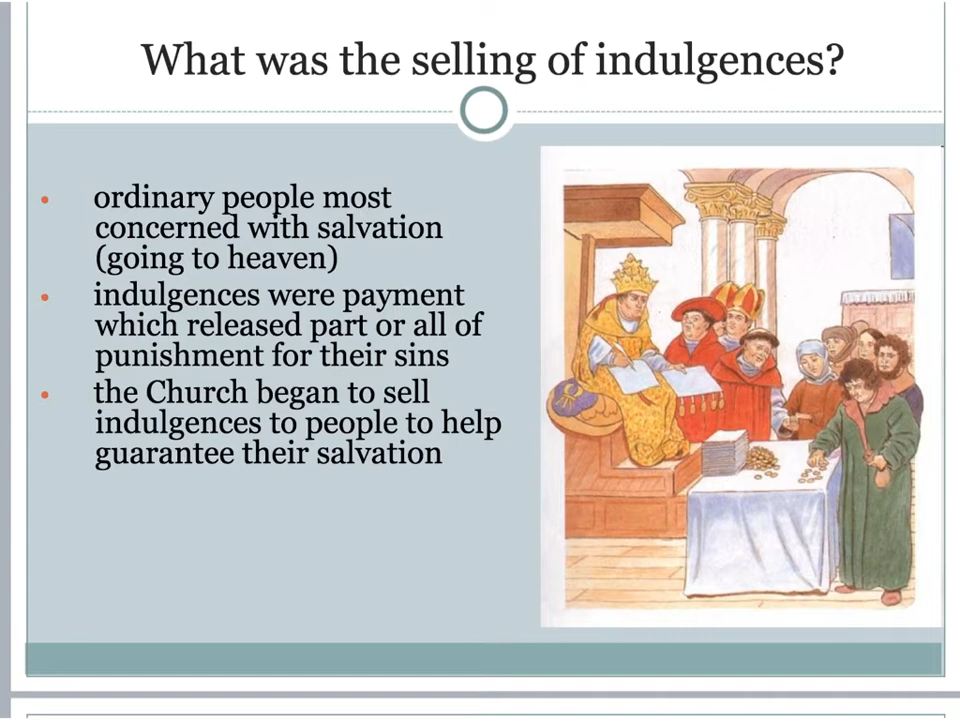 What was the selling of indulgences?
• ordinary people most
concerned with salvation
(going to heaven)
• indulgences were payment
which released part or all of
punishment for their sins
• the Church began to sell
indulgences to people to help
guarantee their salvation